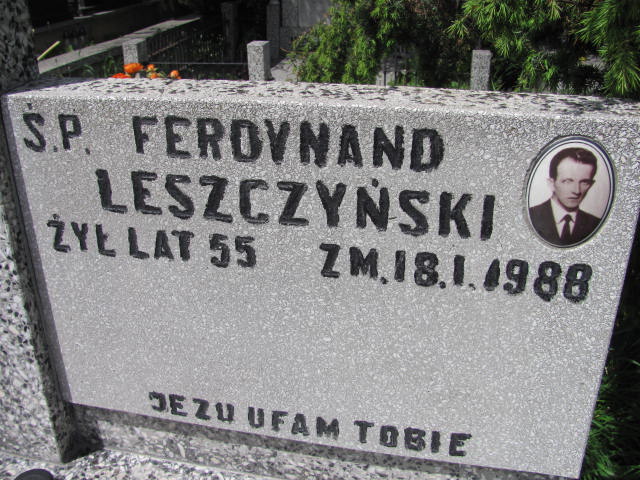 Ś.P. FERDYNAND
LESZCZYŃSKI
ŻYŁ LAT 55 ZM. 18.I.1988
JEZU UFAM TOBIE